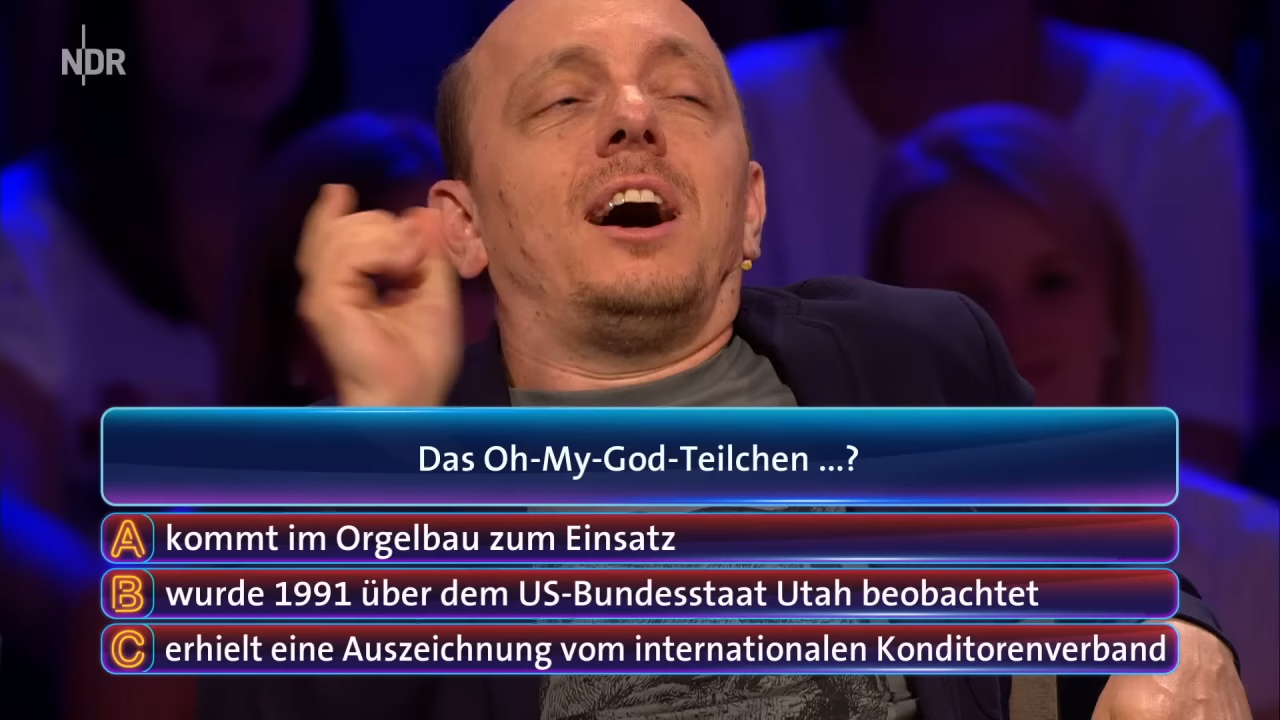 NDR
Das Oh-My-God-Teilchen ...?
A kommt im Orgelbau zum Einsatz
B wurde 1991 über dem US-Bundesstaat Utah beobachtet
C erhielt eine Auszeichnung vom internationalen Konditorenverband